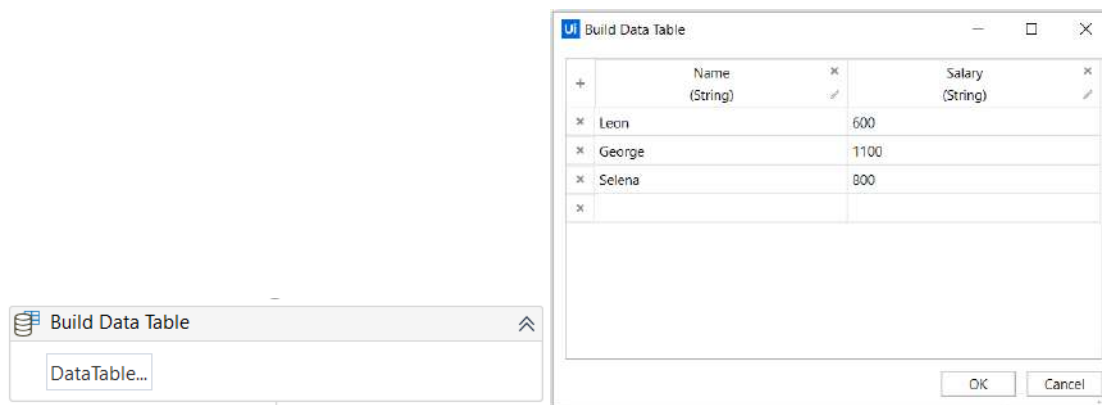 Build Data Table
DataTable...
Ui Build Data Table
Name Salary
(String) (String)
Leon 600
George 1100
Selena 800
OK Cancel